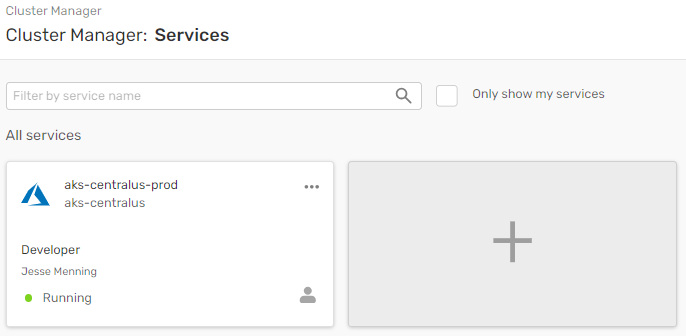 Cluster Manager
Cluster Manager: Services
Filter by service name
Only show my services
All services
aks-centralus-prod
aks-centralus
Developer
Jesse Menning
Running